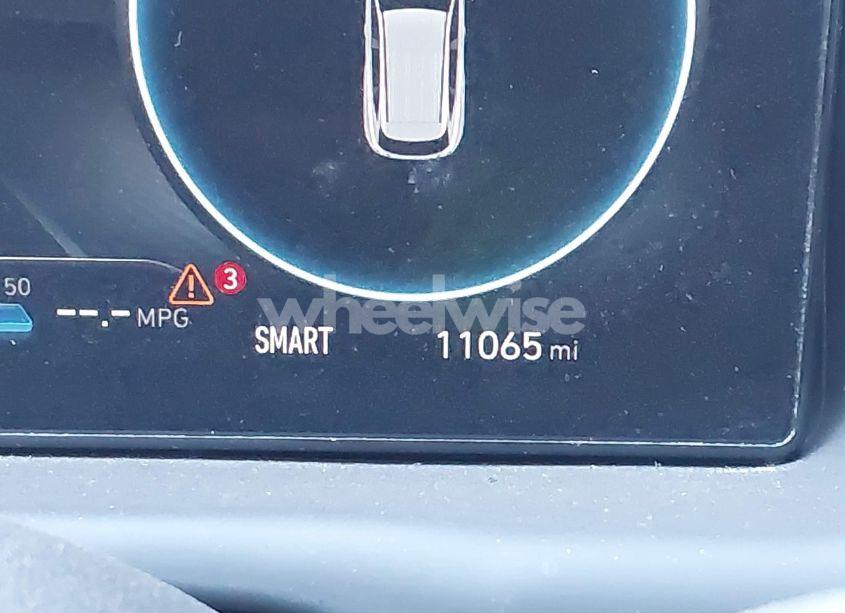 3
50
--.- MPG
wheelwise
SMART 11065 mi